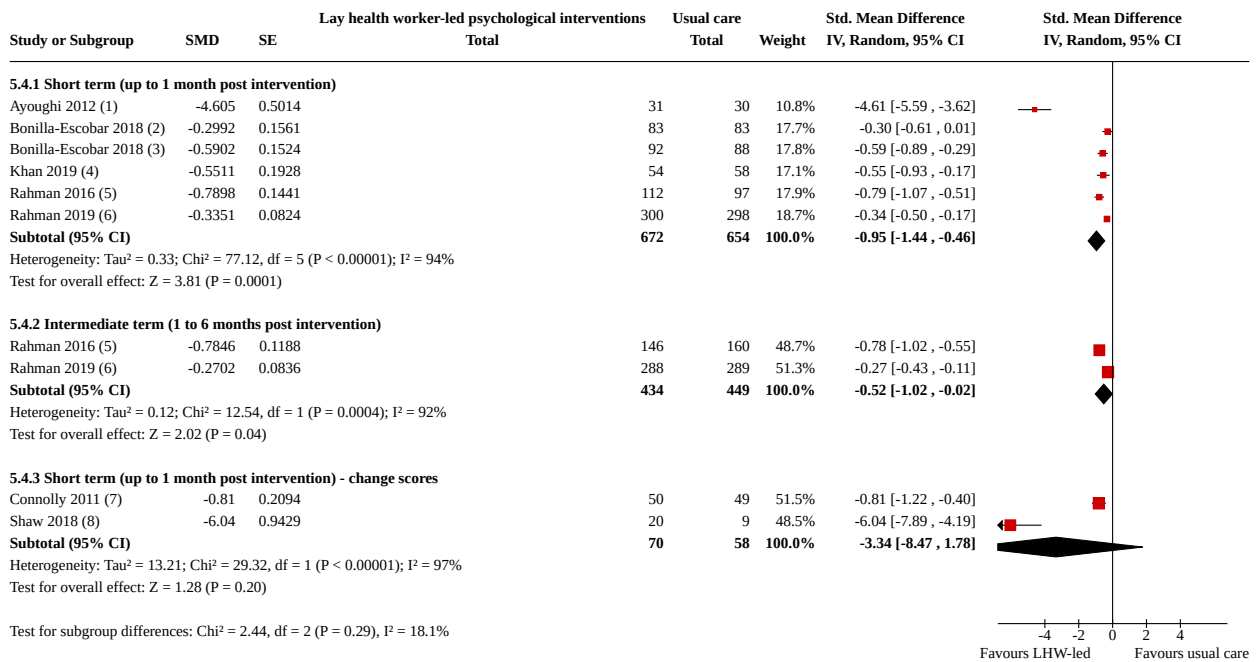 Lay health worker-led psychological interventions Usual care Std. Mean Difference Std. Mean Difference
Study or Subgroup SMD SE Total Total Weight IV, Random, 95% CI IV, Random, 95% CI
5.4.1 Short term (up to 1 month post intervention)
Ayoughi 2012 (1) -4.605 0.5014 31 30 10.8% -4.61 [-5.59 , -3.62]
Bonilla-Escobar 2018 (2) -0.2992 0.1561 83 83 17.7% -0.30 [-0.61 , 0.01]
Bonilla-Escobar 2018 (3) -0.5902 0.1524 92 88 17.8% -0.59 [-0.89 , -0.29]
Khan 2019 (4) -0.5511 0.1928 54 58 17.1% -0.55 [-0.93 , -0.17]
Rahman 2016 (5) -0.7898 0.1441 112 97 17.9% -0.79 [-1.07 , -0.51]
Rahman 2019 (6) -0.3351 0.0824 300 298 18.7% -0.34 [-0.50 , -0.17]
Subtotal (95% CI) 672 654 100.0% -0.95 [-1.44 , -0.46]
Heterogeneity: Tau² = 0.33; Chi² = 77.12, df = 5 (P < 0.00001); I² = 94%
Test for overall effect: Z = 3.81 (P = 0.0001)
5.4.2 Intermediate term (1 to 6 months post intervention)
Rahman 2016 (5) -0.7846 0.1188 146 160 48.7% -0.78 [-1.02 , -0.55]
Rahman 2019 (6) -0.2702 0.0836 288 289 51.3% -0.27 [-0.43 , -0.11]
Subtotal (95% CI) 434 449 100.0% -0.52 [-1.02 , -0.02]
Heterogeneity: Tau² = 0.12; Chi² = 12.54, df = 1 (P = 0.0004); I² = 92%
Test for overall effect: Z = 2.02 (P = 0.04)
5.4.3 Short term (up to 1 month post intervention) - change scores
Connolly 2011 (7) -0.81 0.2094 50 49 51.5% -0.81 [-1.22 , -0.40]
Shaw 2018 (8) -6.04 0.9429 20 9 48.5% -6.04 [-7.89 , -4.19]
Subtotal (95% CI) 70 58 100.0% -3.34 [-8.47 , 1.78]
Heterogeneity: Tau² = 13.21; Chi² = 29.32, df = 1 (P < 0.00001); I² = 97%
Test for overall effect: Z = 1.28 (P = 0.20)
Test for subgroup differences: Chi² = 2.44, df = 2 (P = 0.29), I² = 18.1%
-4 -2 0 2 4
Favours LHW-led Favours usual care